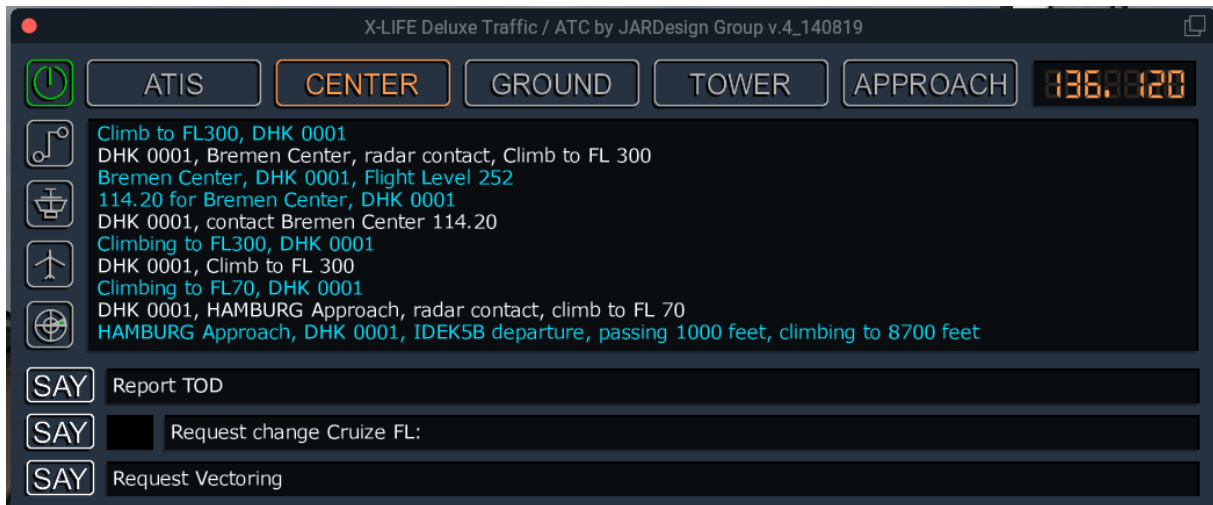 X-LIFE Deluxe Traffic / ATC by JARDesign Group v.4_140819
ATIS CENTER GROUND TOWER APPROACH 136.120
Climb to FL300, DHK 0001
DHK 0001, Bremen Center, radar contact, Climb to FL 300
Bremen Center, DHK 0001, Flight Level 252
114.20 for Bremen Center, DHK 0001
DHK 0001, contact Bremen Center 114.20
Climbing to FL300, DHK 0001
DHK 0001, Climb to FL 300
Climbing to FL70, DHK 0001
DHK 0001, HAMBURG Approach, radar contact, climb to FL 70
HAMBURG Approach, DHK 0001, IDEK5B departure, passing 1000 feet, climbing to 8700 feet
SAY Report TOD
SAY Request change Cruize FL:
SAY Request Vectoring